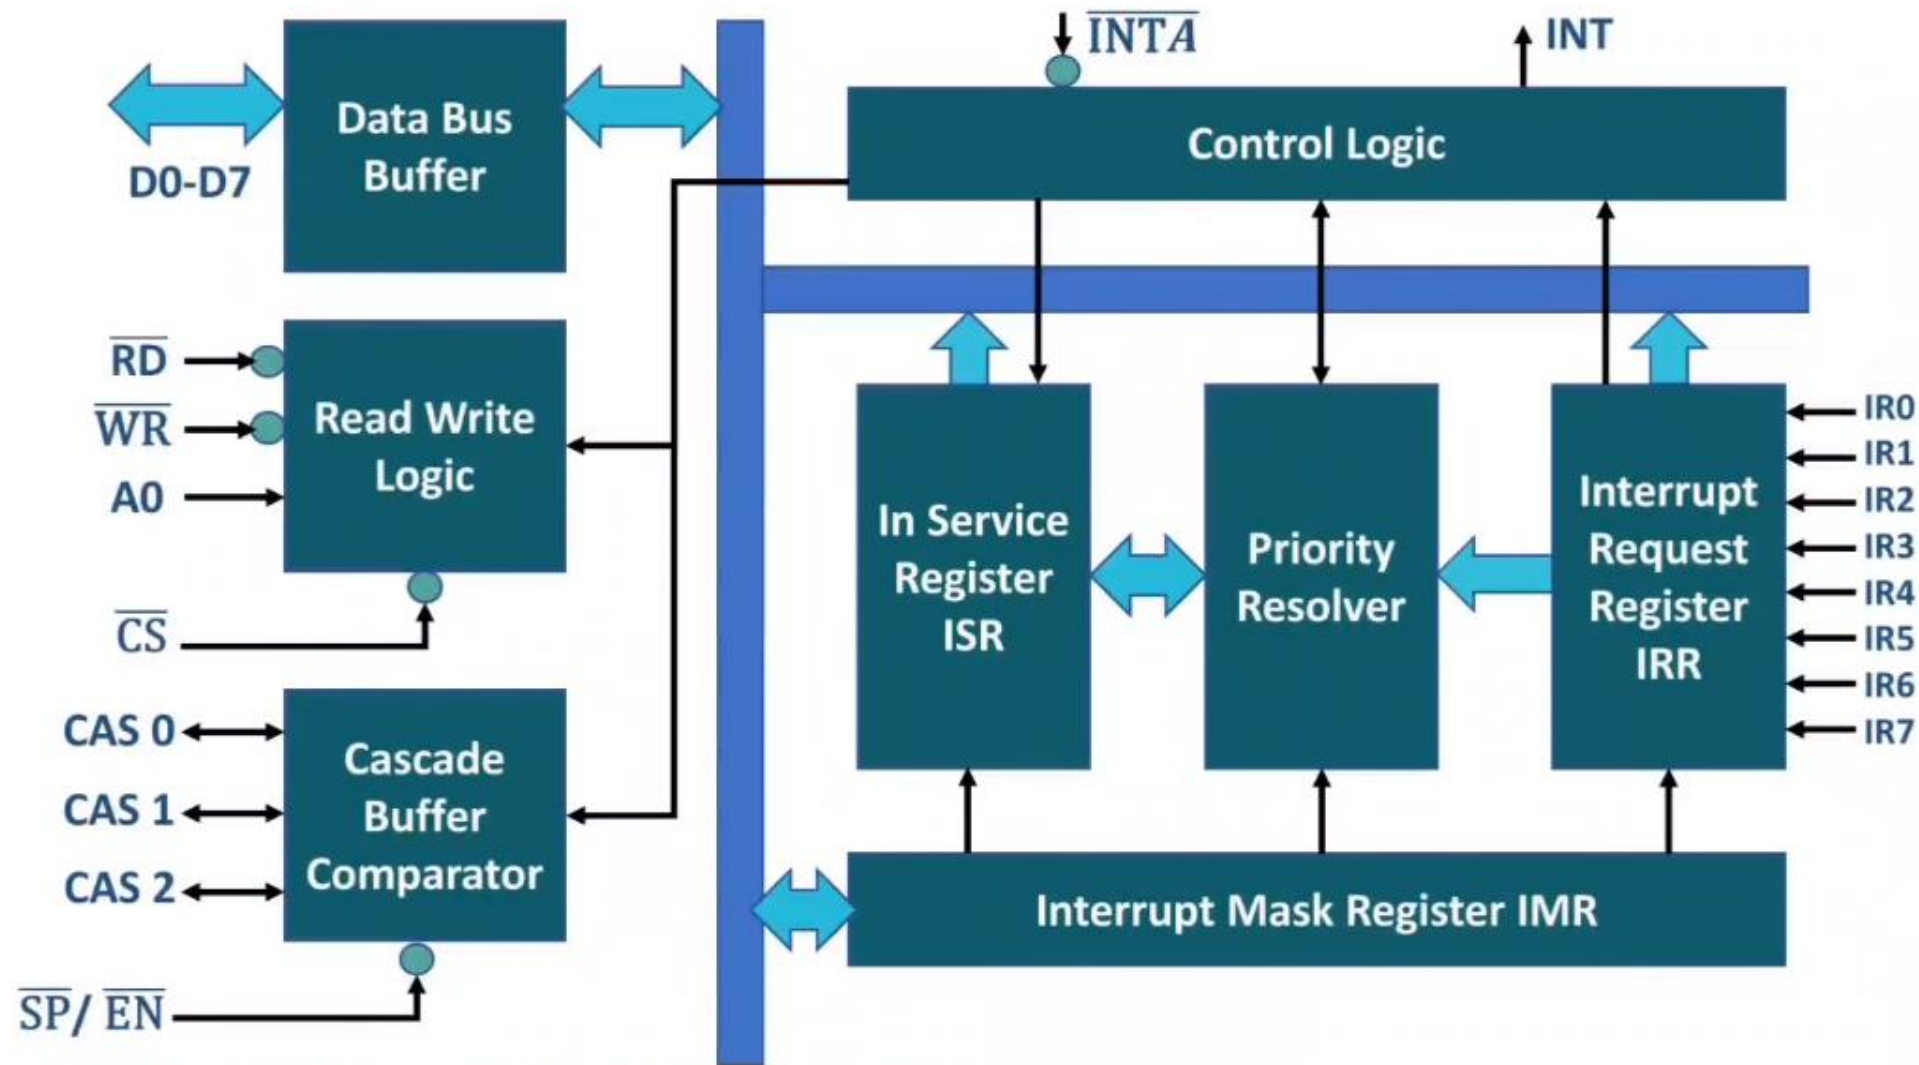 INTA
INT
Data Bus
Buffer
D0-D7
Control Logic
RD
WR
A0
Read Write
Logic
CS
In Service
Register
ISR
Priority
Resolver
Interrupt
Request
Register
IRR
IR0
IR1
IR2
IR3
IR4
IR5
IR6
IR7
CAS 0
CAS 1
CAS 2
Cascade
Buffer
Comparator
SP/ EN
Interrupt Mask Register IMR